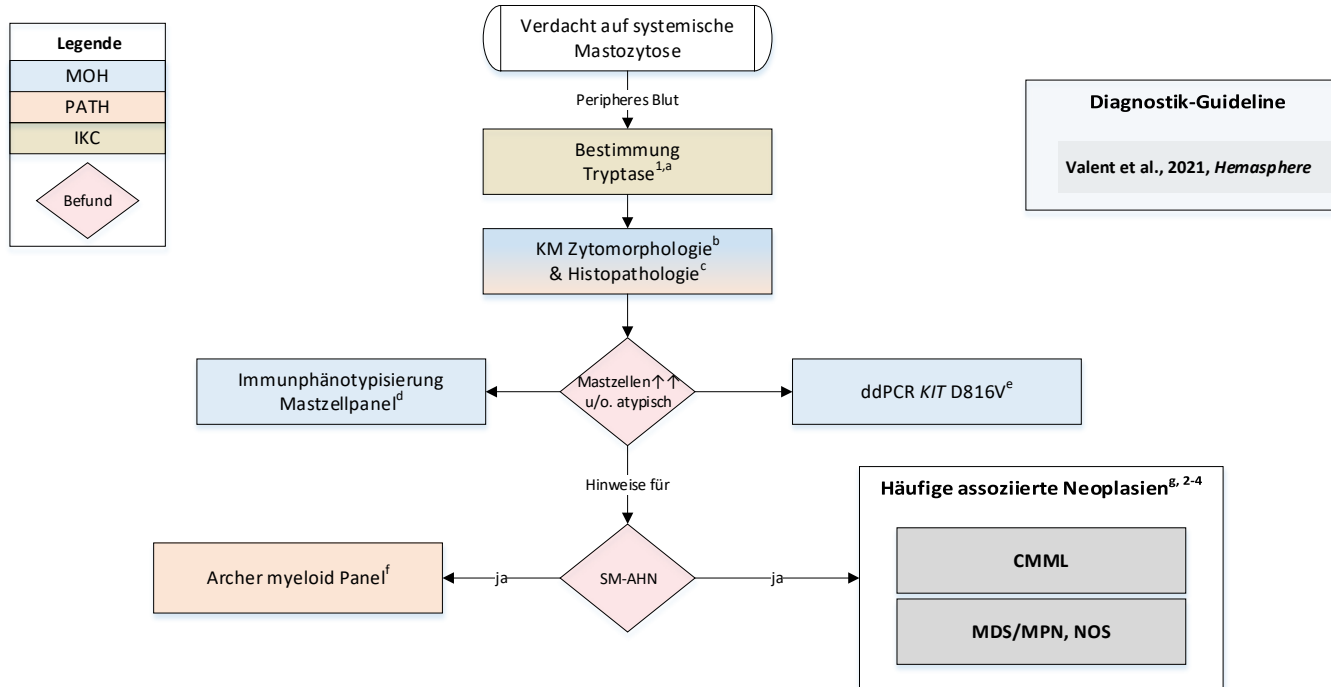 Legende
MOH
PATH
IKC
Befund
Verdacht auf systemische
Mastozytose
Peripheres Blut
Bestimmung
Tryptase1,a
KM Zytomorphologieb
& Histopathologiec
Diagnostik-Guideline
Valent et al., 2021, Hemasphere
Immunphänotypisierung
Mastzellpaneld
Mastzellen↑↑
u/o. atypisch
ddPCR KIT D816Ve
Hinweise für
Archer myeloid Panelf
ja
SM-AHN
ja
Häufige assoziierte Neoplasieng, 2-4
CMML
MDS/MPN, NOS